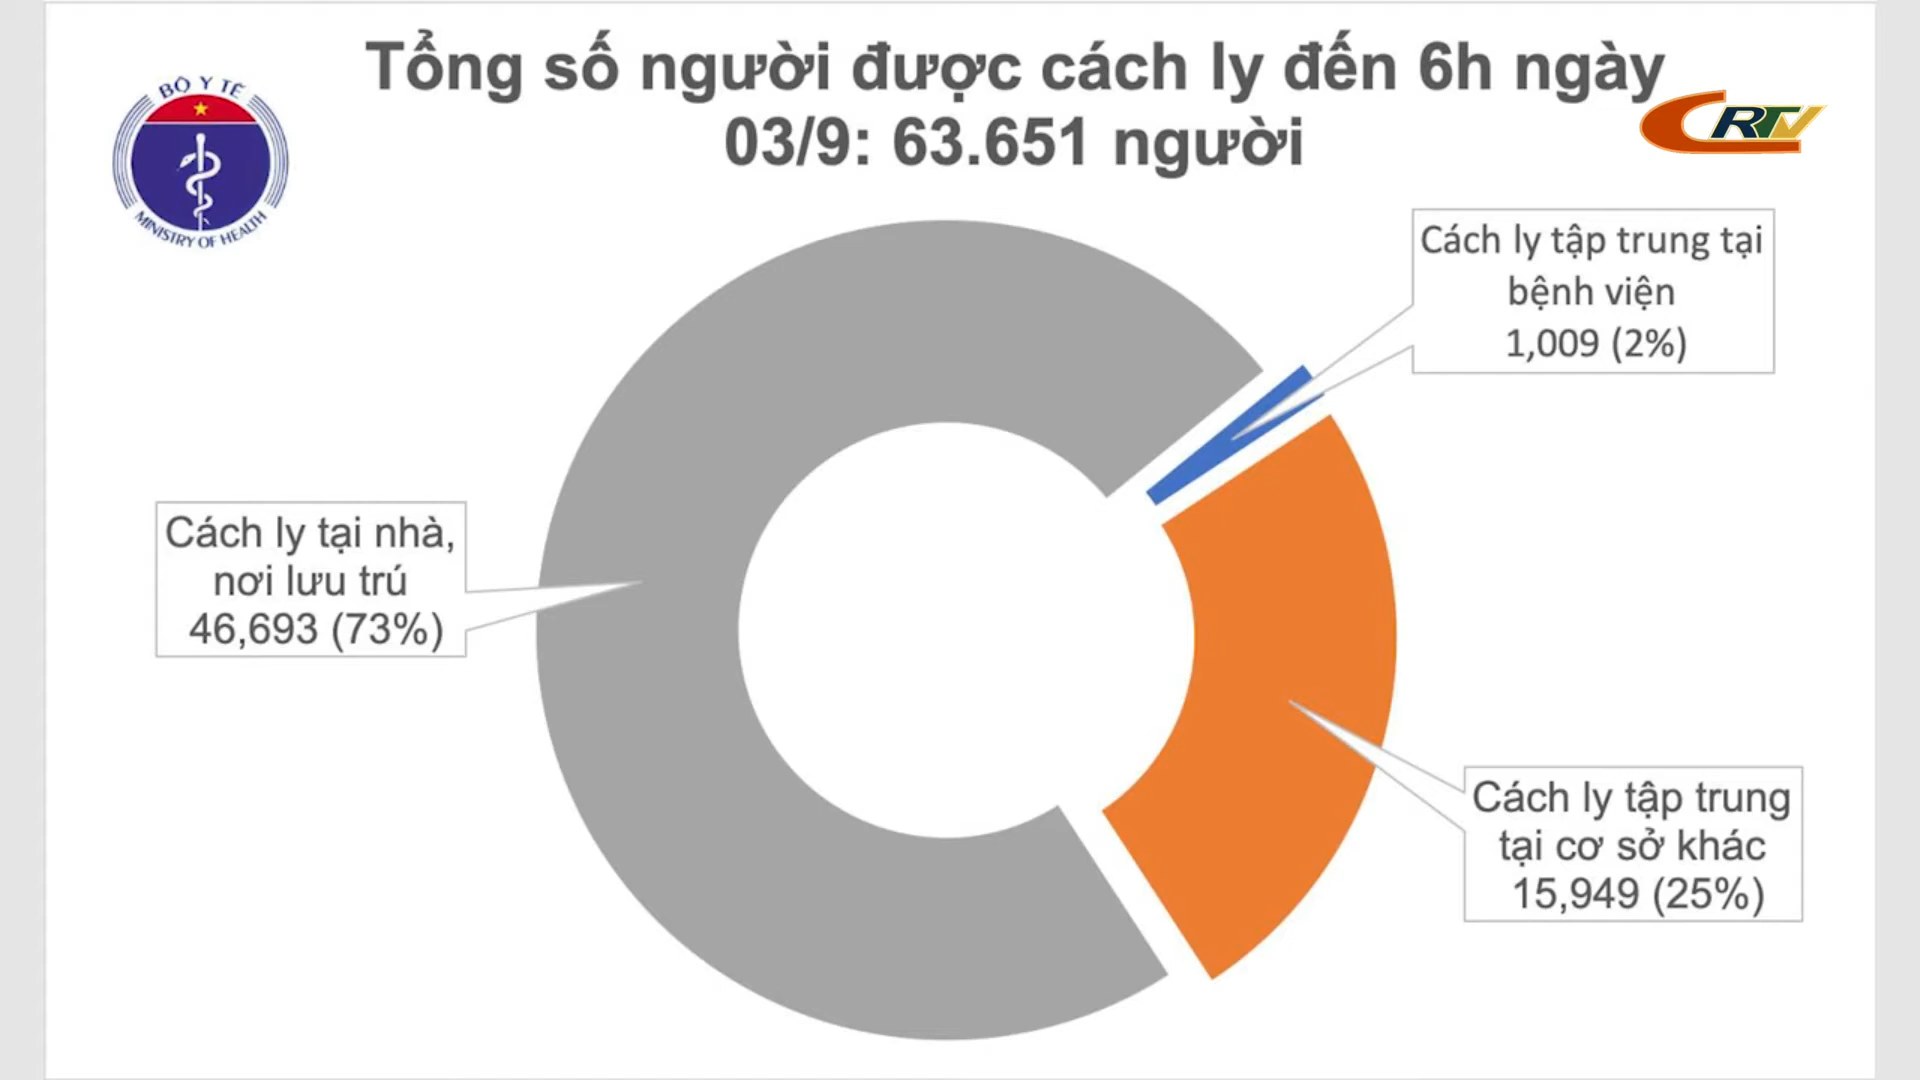 Tổng số người được cách ly đến 6h ngày
03/9: 63.651 người
BỘ Y TẾ
MINISTRY OF HEALTH
CRTV
Cách ly tập trung tại
bệnh viện
1,009 (2%)
Cách ly tại nhà,
nơi lưu trú
46,693 (73%)
Cách ly tập trung
tại cơ sở khác
15,949 (25%)